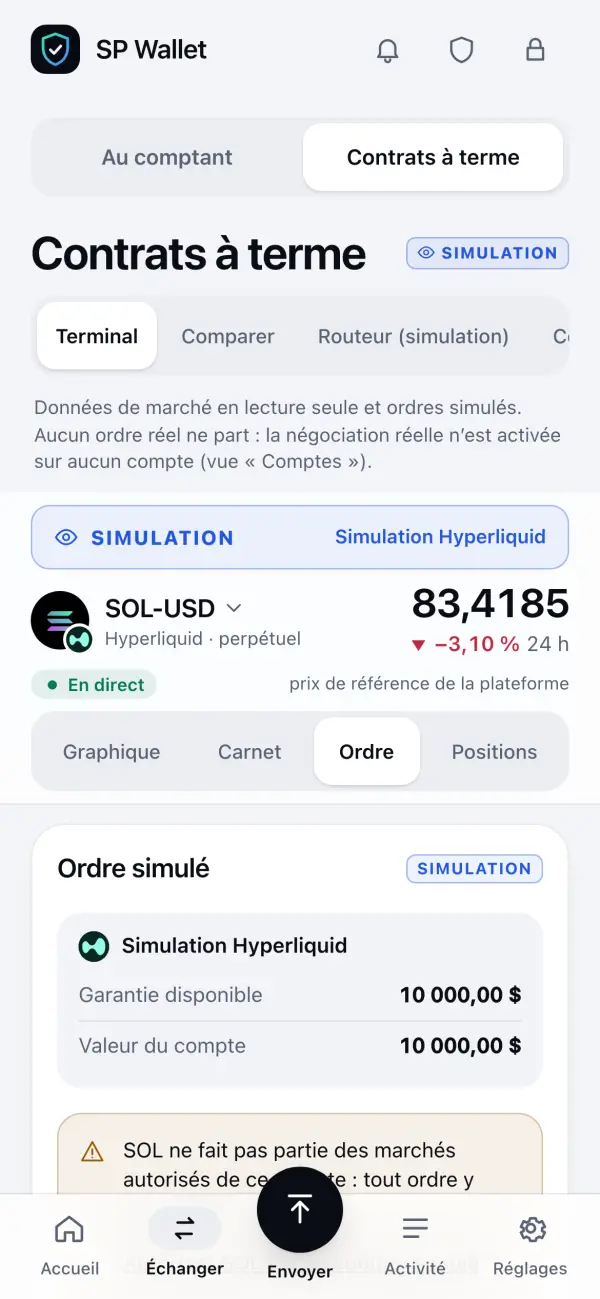 SP Wallet
Au comptant
Contrats à terme
Contrats à terme
SIMULATION
Terminal
Comparer
Routeur (simulation)
Données de marché en lecture seule et ordres simulés.
Aucun ordre réel ne part : la négociation réelle n’est activée
sur aucun compte (vue « Comptes »).
SIMULATION
Simulation Hyperliquid
SOL-USD
83,4185
Hyperliquid · perpétuel
▼ −3,10 % 24 h
En direct
prix de référence de la plateforme
Graphique
Carnet
Ordre
Positions
Ordre simulé
SIMULATION
Simulation Hyperliquid
Garantie disponible
10 000,00 $
Valeur du compte
10 000,00 $
SOL ne fait pas partie des marchés
autorisés de : tout ordre y
Accueil
Échanger
Envoyer
Activité
Réglages